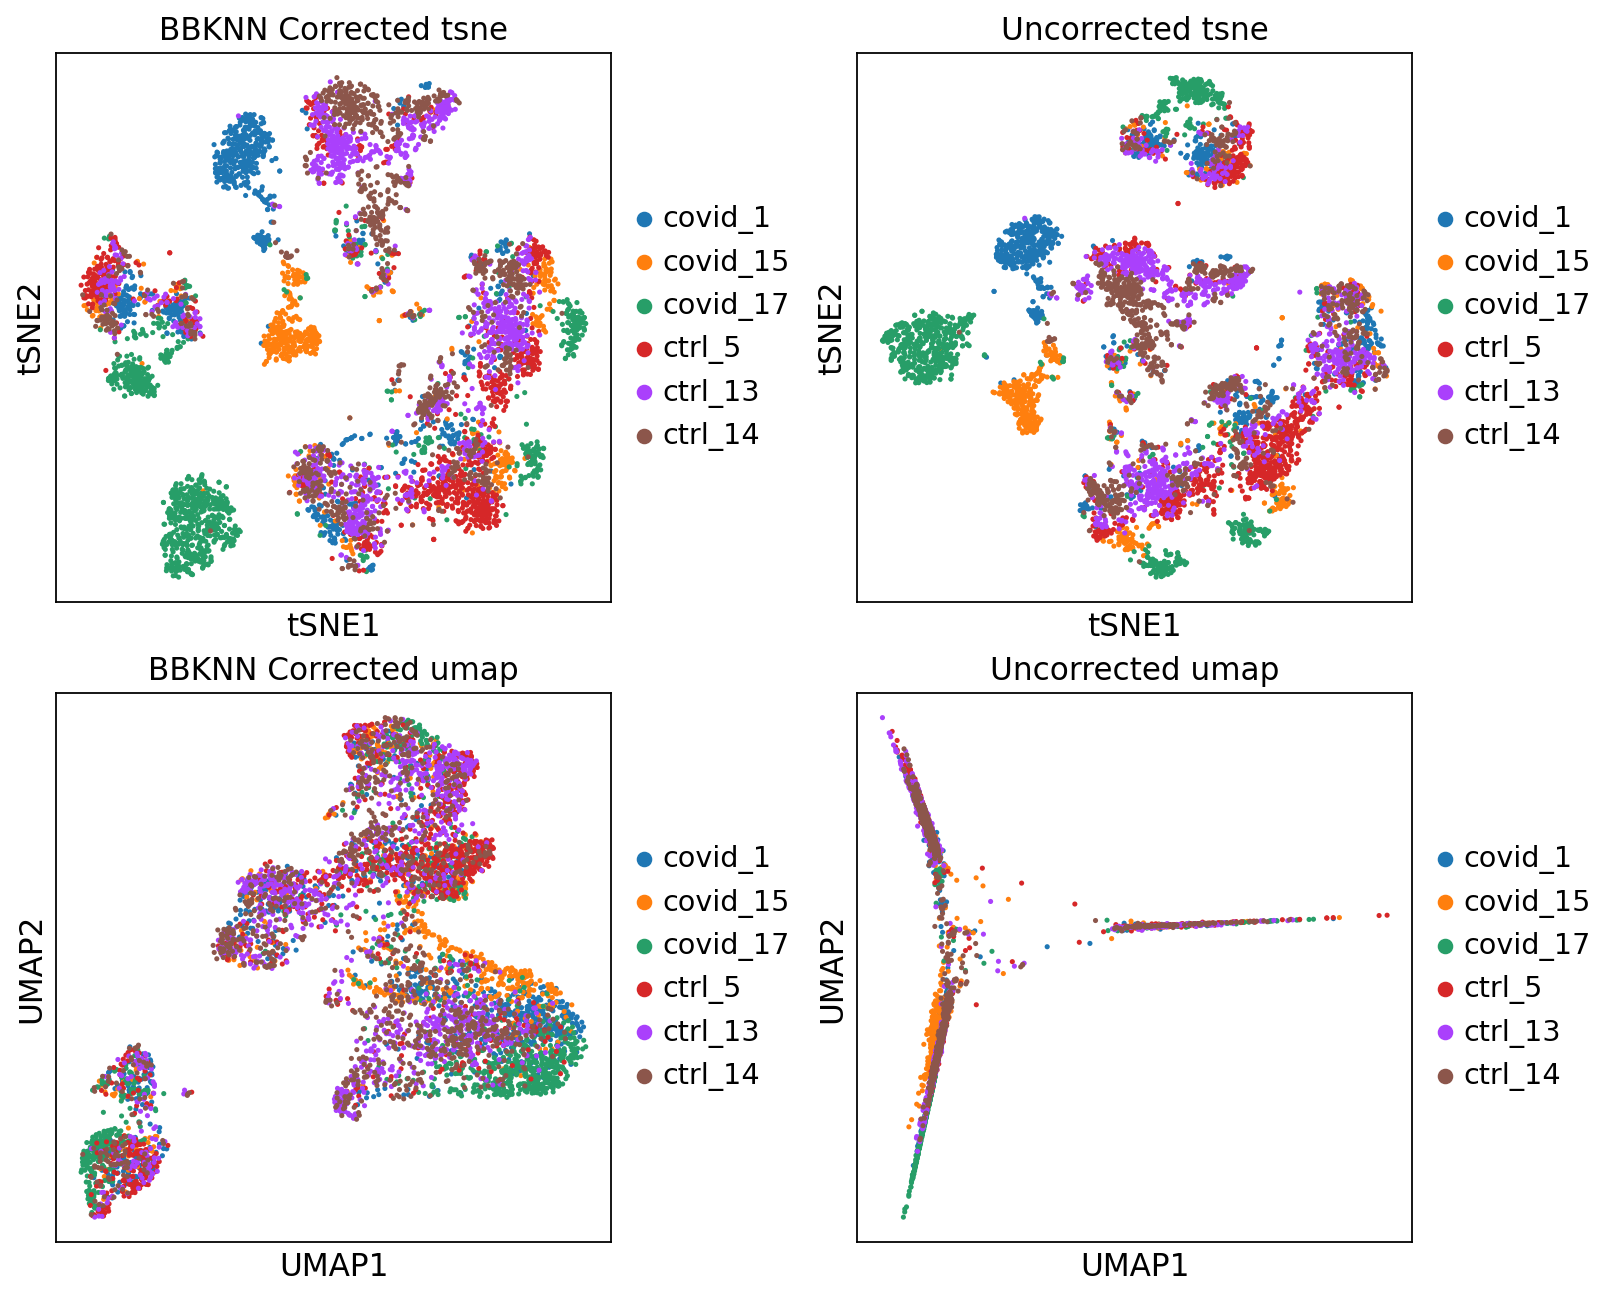 BBKNN Corrected tsne
tSNE2
tSNE1
covid_1
covid_15
covid_17
ctrl_5
ctrl_13
ctrl_14
Uncorrected tsne
tSNE2
tSNE1
covid_1
covid_15
covid_17
ctrl_5
ctrl_13
ctrl_14
BBKNN Corrected umap
UMAP2
UMAP1
covid_1
covid_15
covid_17
ctrl_5
ctrl_13
ctrl_14
Uncorrected umap
UMAP2
UMAP1
covid_1
covid_15
covid_17
ctrl_5
ctrl_13
ctrl_14